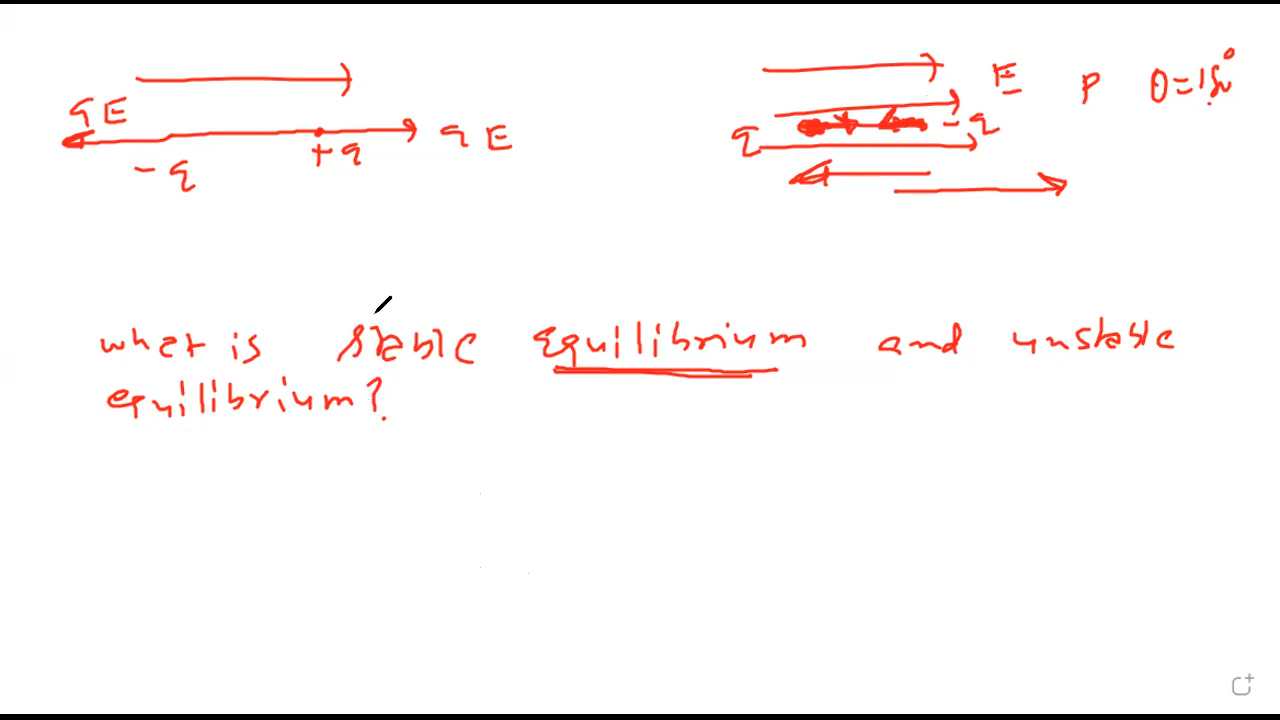 qE
-q
+q
qE
q
-q
E
P
θ=180°
what is stable equilibrium and unstable
equilibrium?